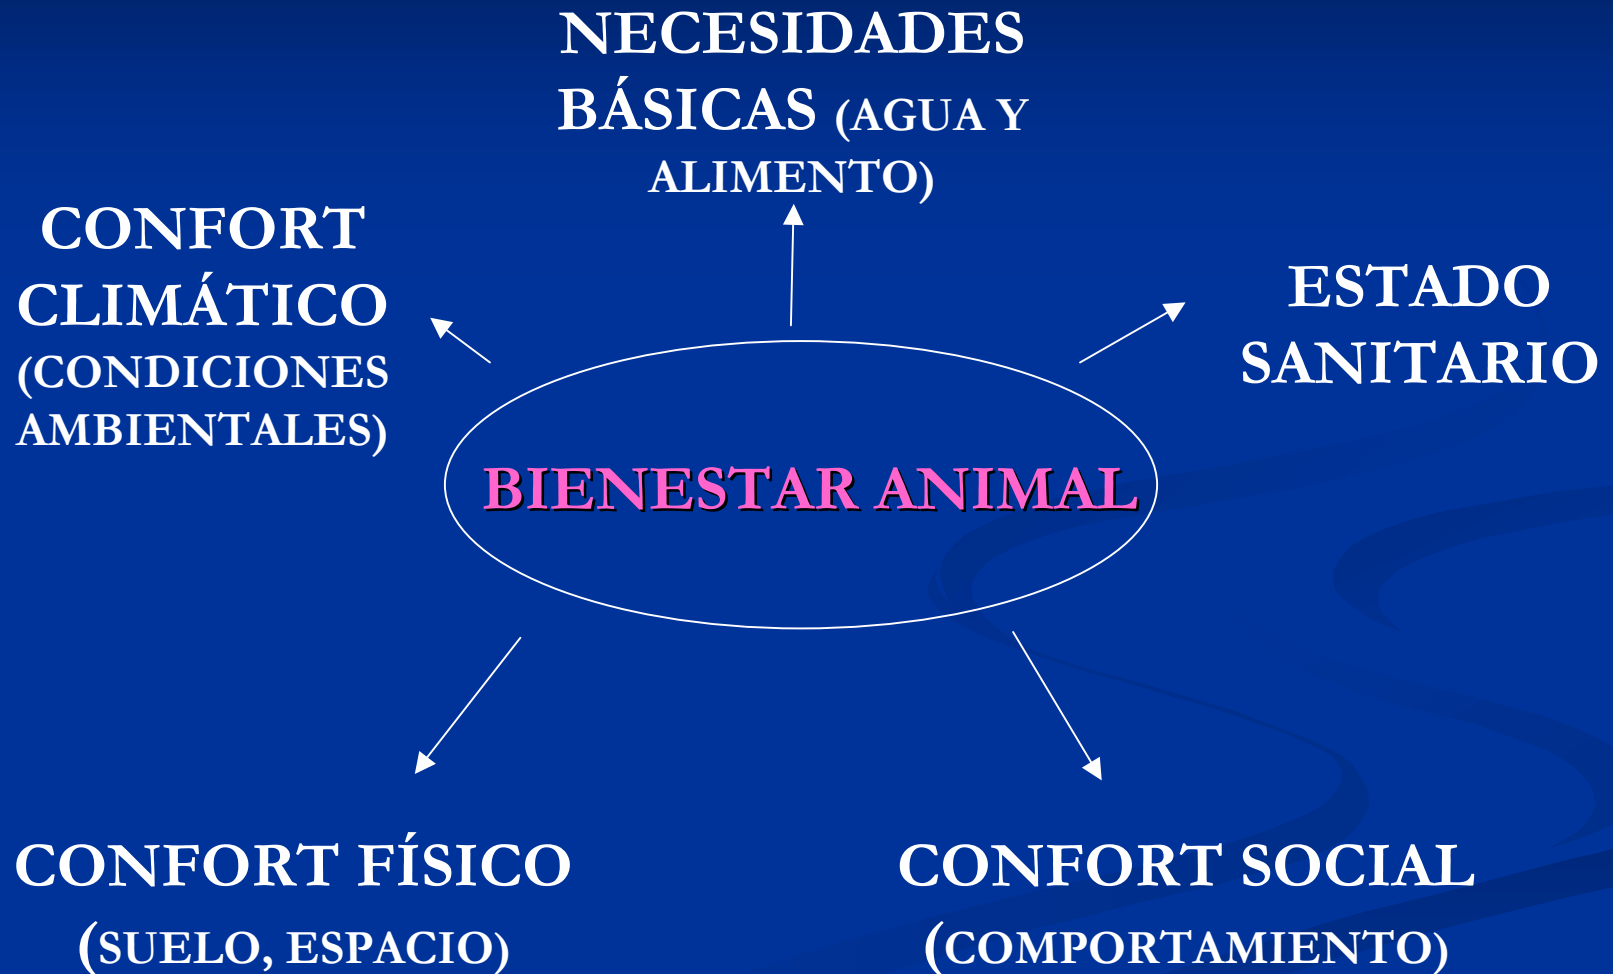 NECESIDADES
BÁSICAS (AGUA Y
ALIMENTO)
CONFORT
CLIMÁTICO
(CONDICIONES
AMBIENTALES)
ESTADO
SANITARIO
BIENESTAR ANIMAL
CONFORT FÍSICO
(SUELO, ESPACIO)
CONFORT SOCIAL
(COMPORTAMIENTO)